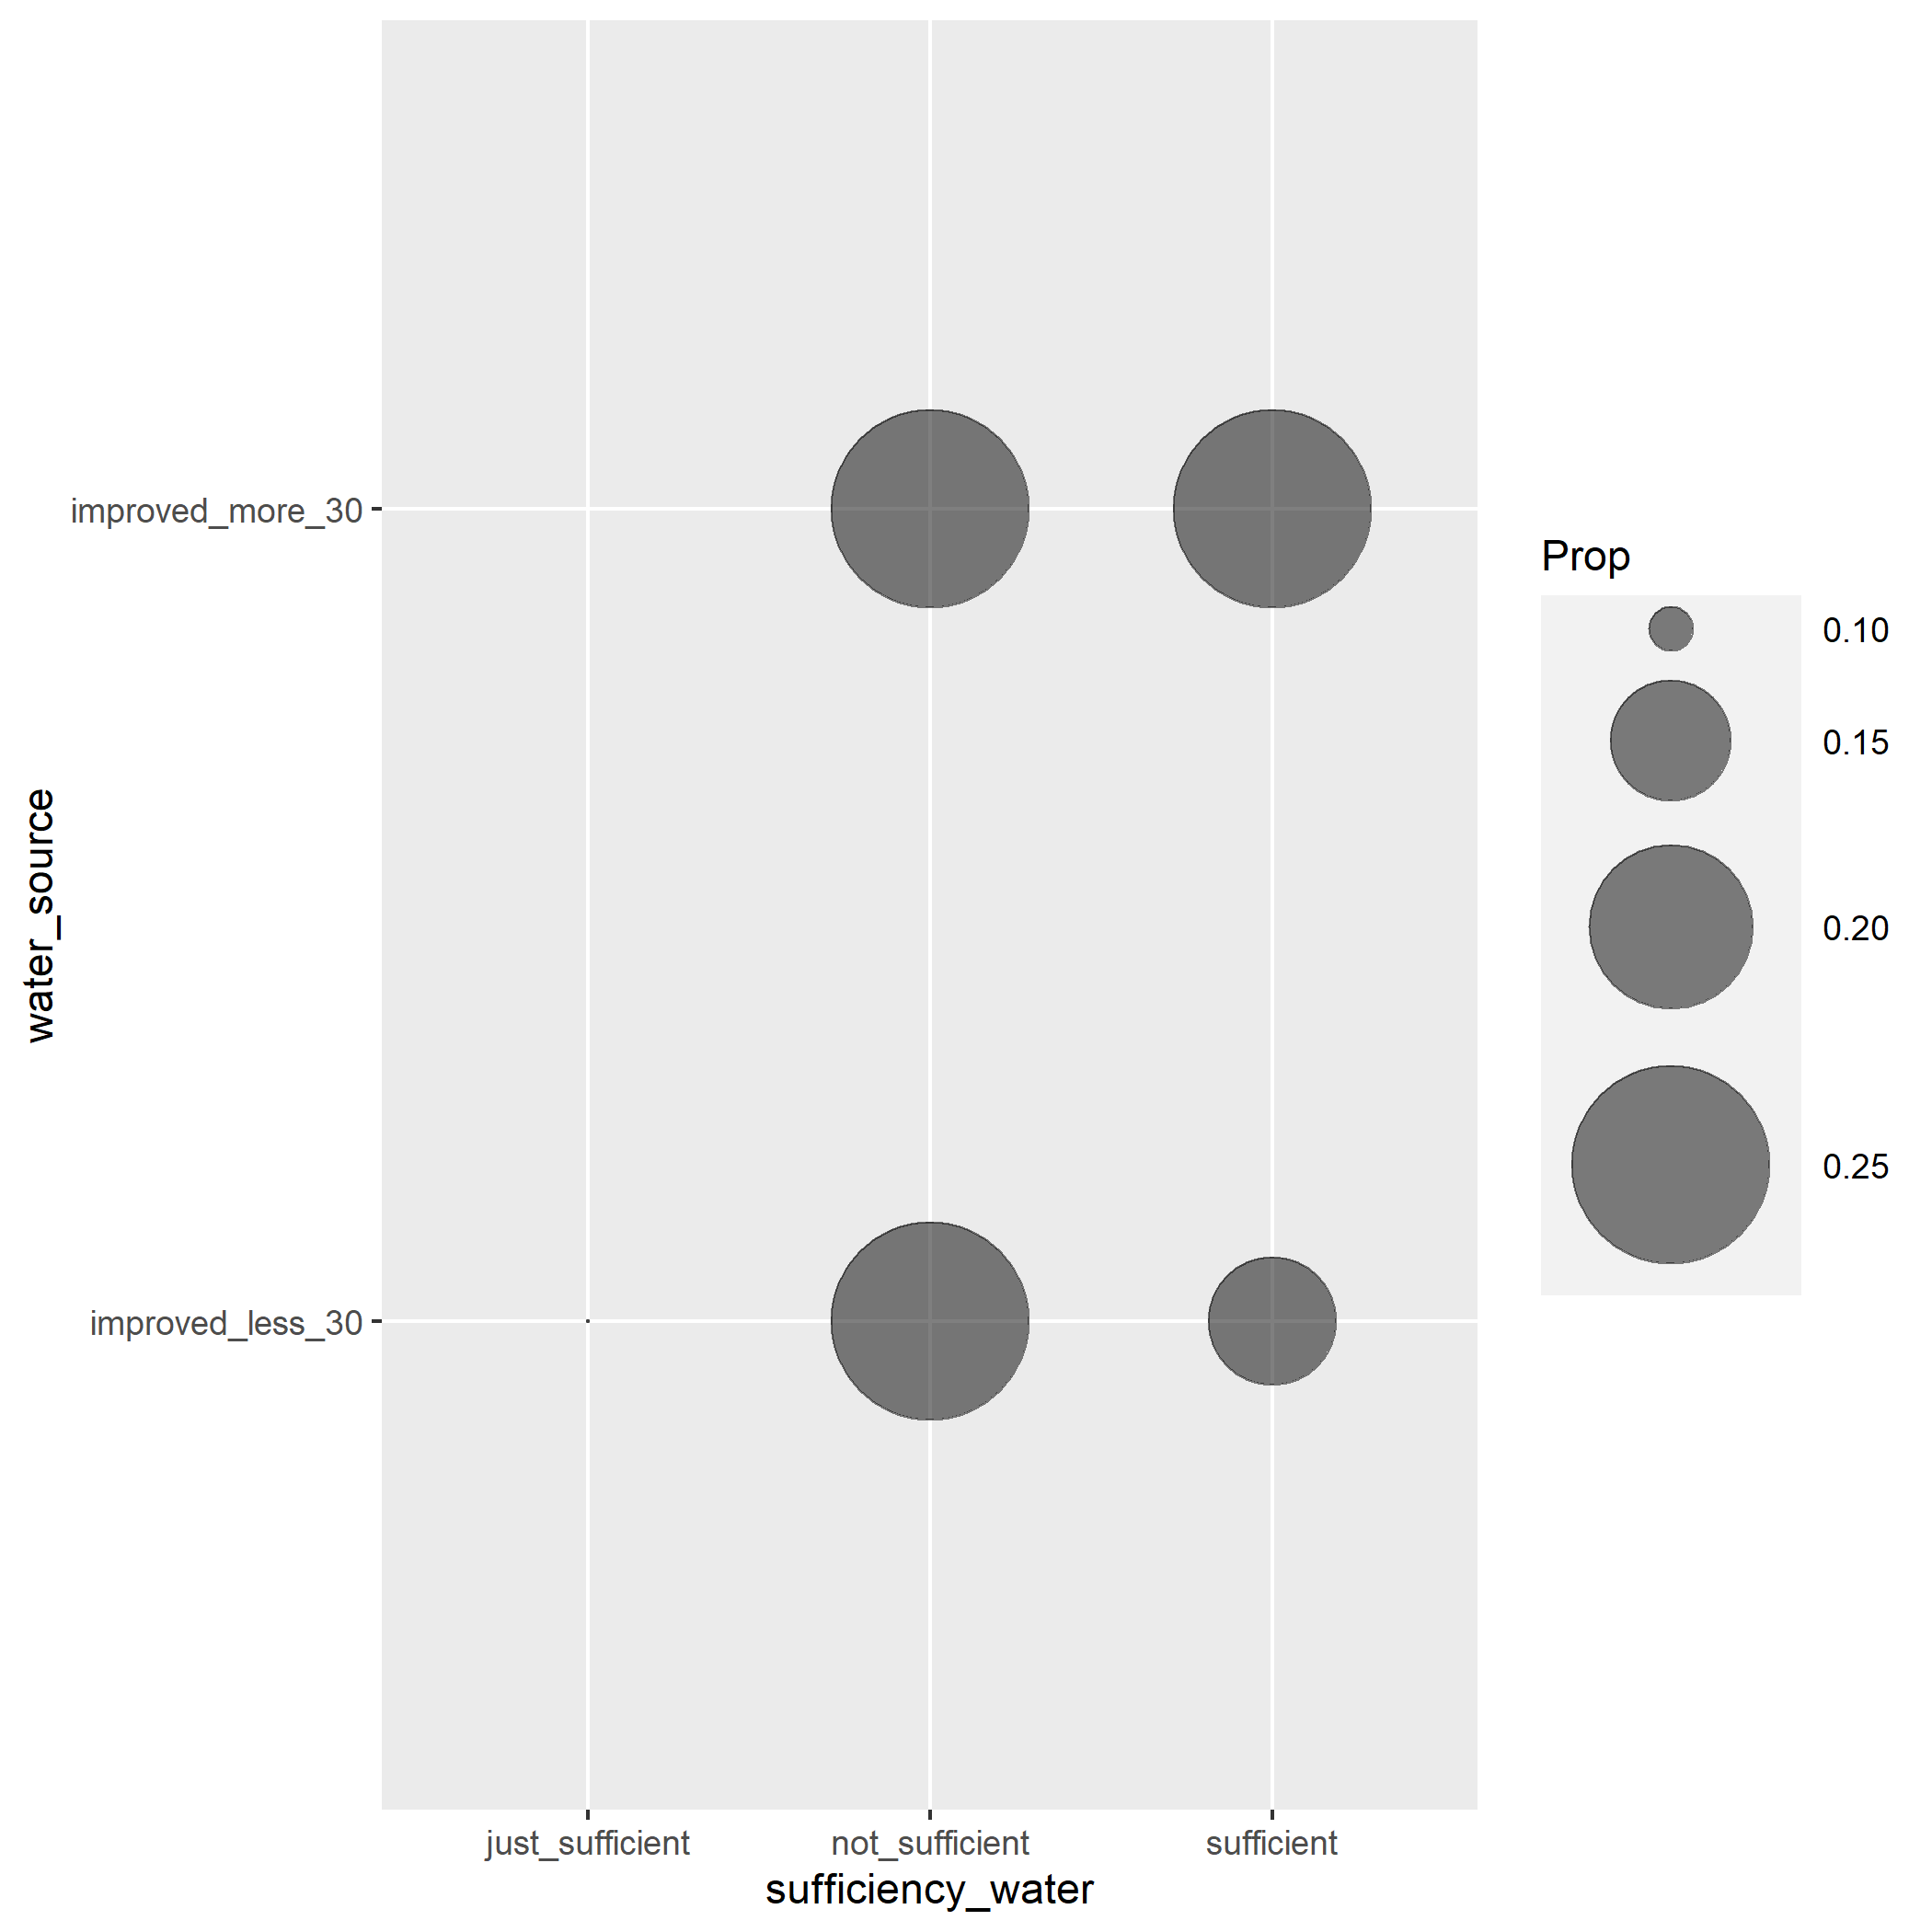 water_source
improved_more_30
improved_less_30
just_sufficient
not_sufficient
sufficient
sufficiency_water
Prop
0.10
0.15
0.20
0.25